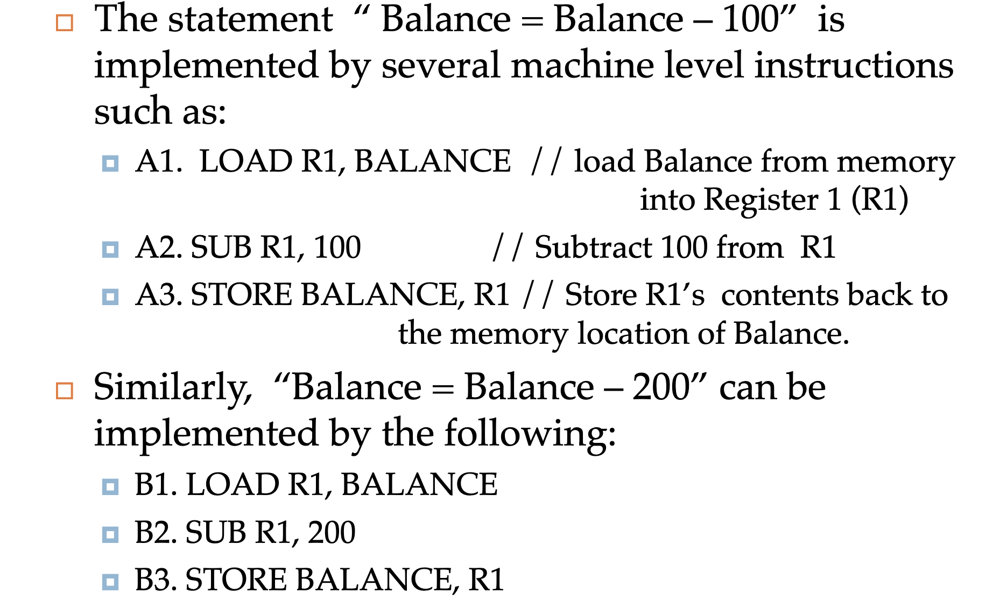 The statement “ Balance = Balance – 100” is
implemented by several machine level instructions
such as:
A1. LOAD R1, BALANCE // load Balance from memory
into Register 1 (R1)
A2. SUB R1, 100 // Subtract 100 from R1
A3. STORE BALANCE, R1 // Store R1’s contents back to
the memory location of Balance.
Similarly, “Balance = Balance – 200” can be
implemented by the following:
B1. LOAD R1, BALANCE
B2. SUB R1, 200
B3. STORE BALANCE, R1